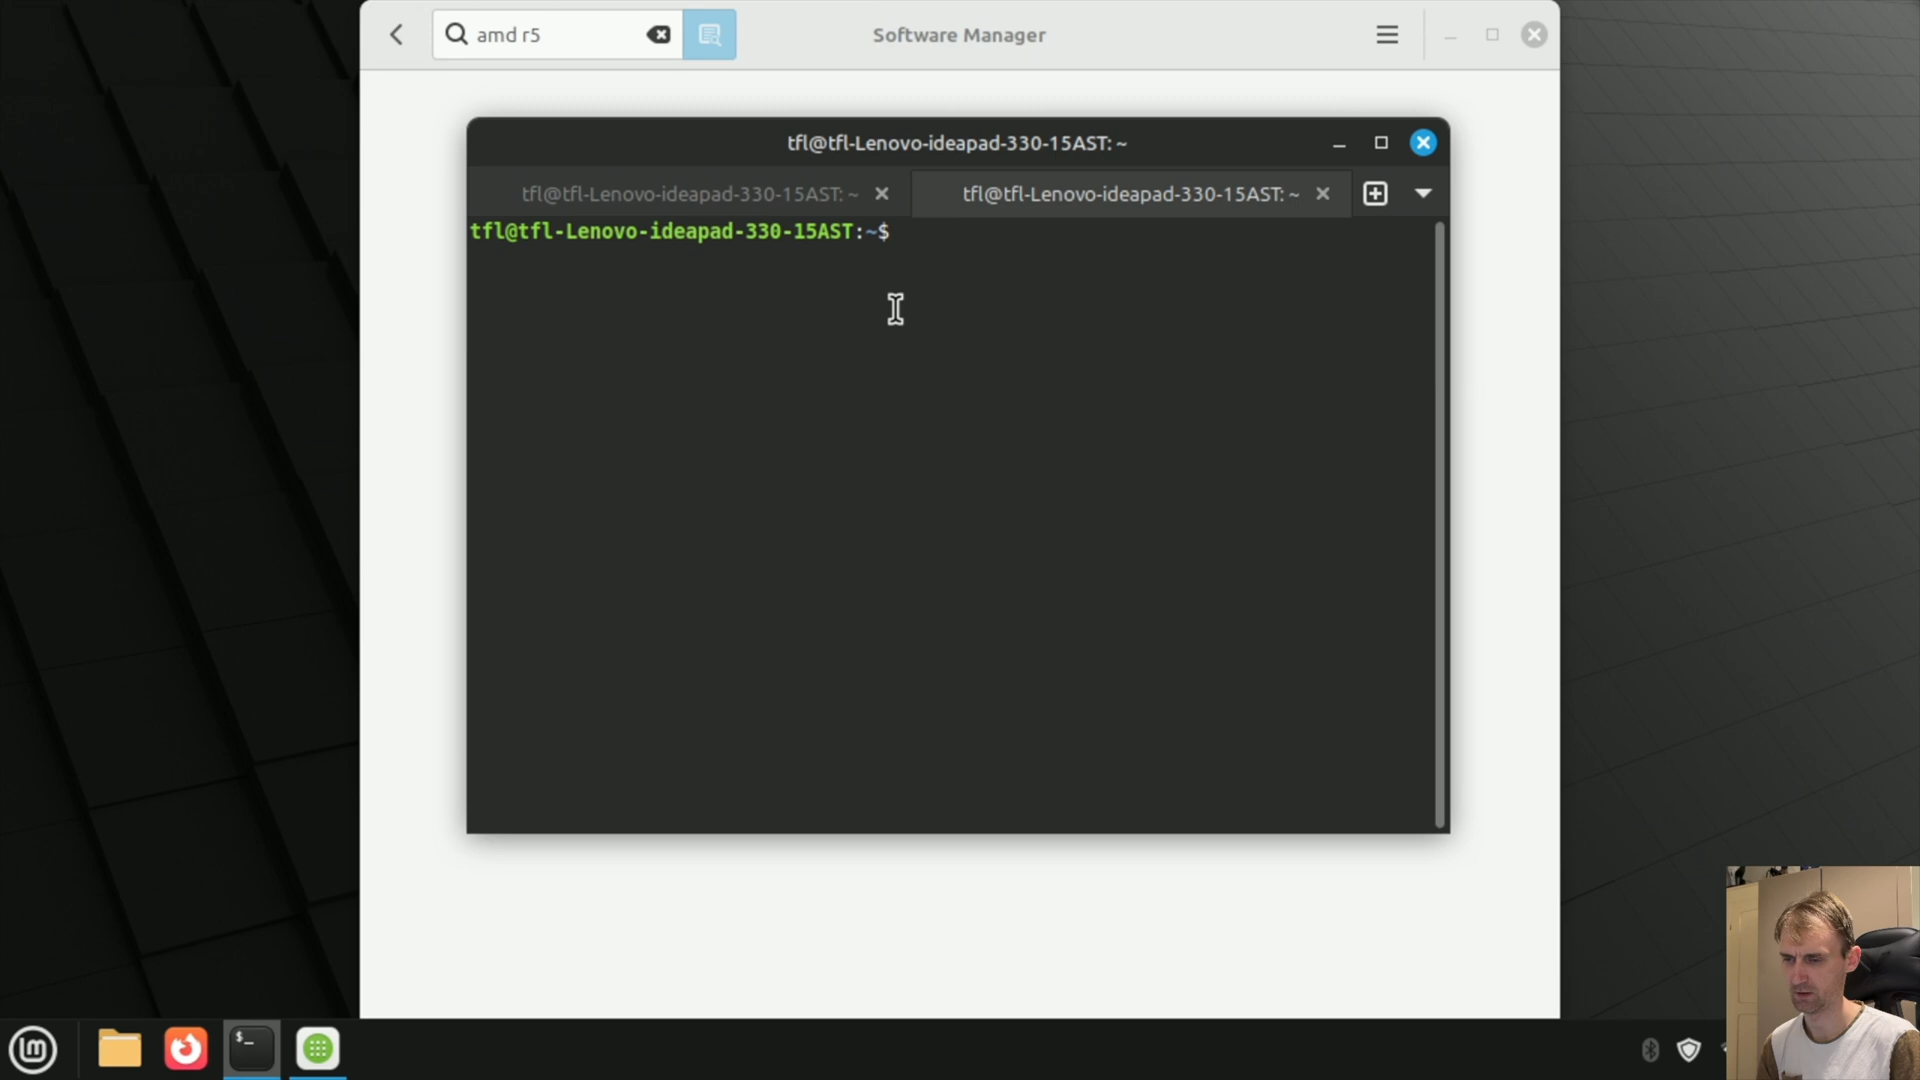 amd r5
Software Manager
tfl@tfl-Lenovo-ideapad-330-15AST: ~
tfl@tfl-Lenovo-ideapad-330-15AST: ~
tfl@tfl-Lenovo-ideapad-330-15AST: ~
tfl@tfl-Lenovo-ideapad-330-15AST:~$
$_